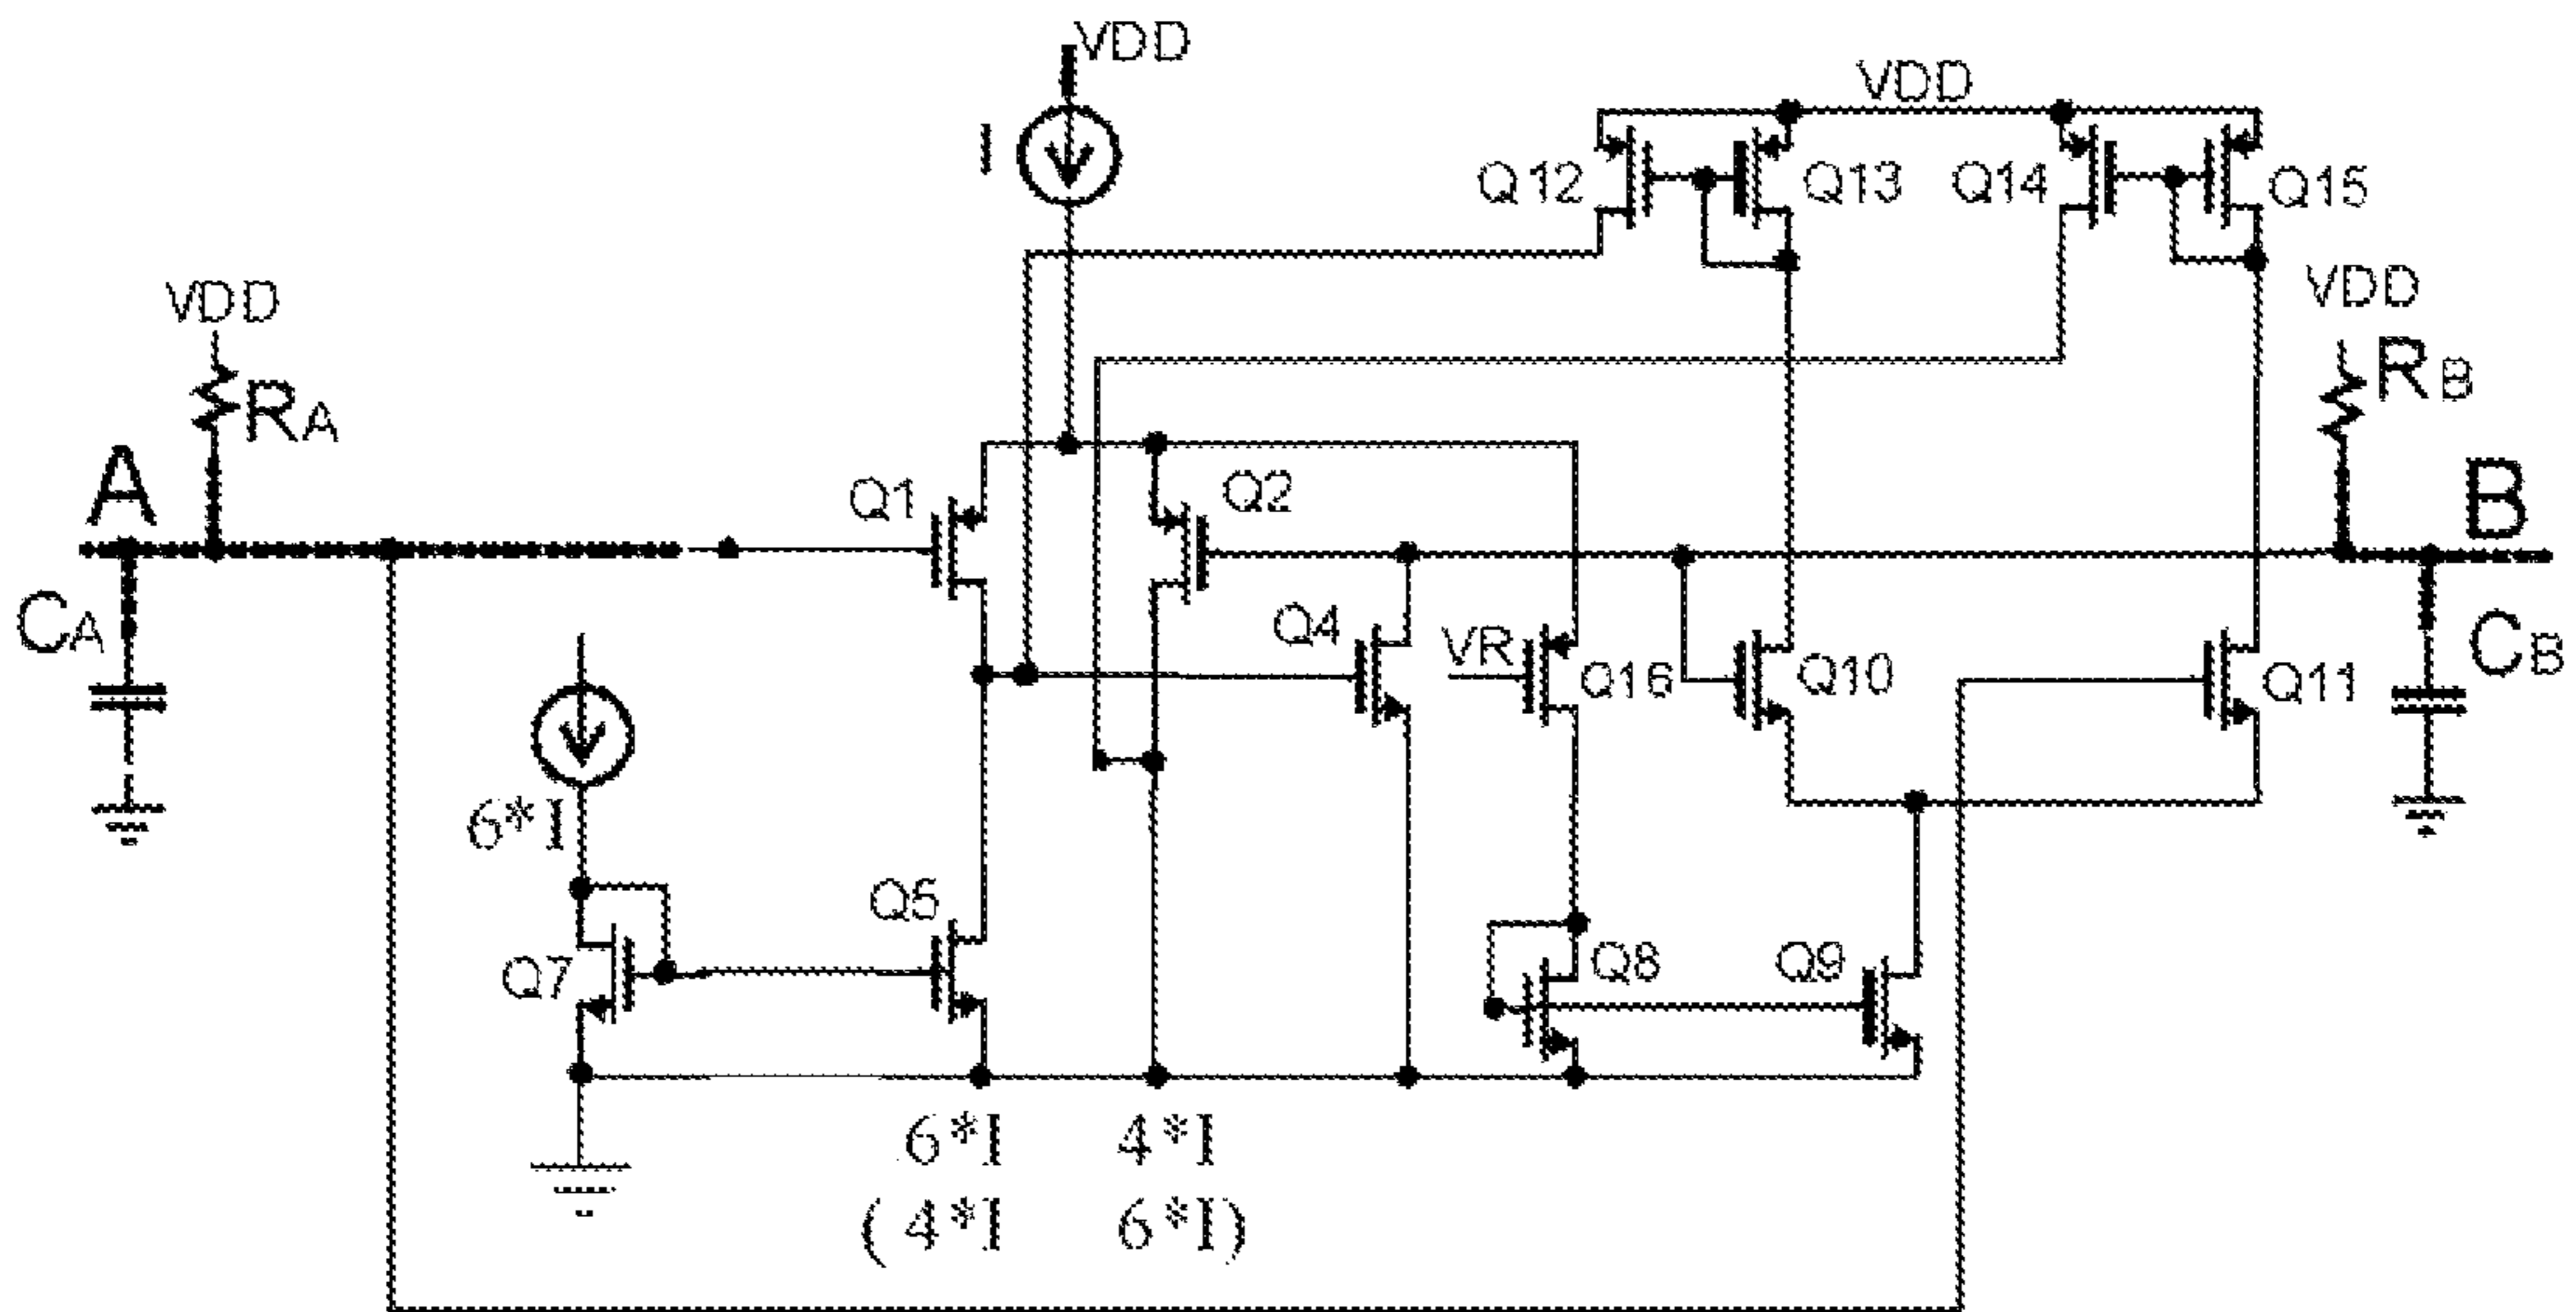 VDD
I
VDD
Q12
Q13
Q14
Q15
VDD
RA
VDD
RB
A
Q1
Q2
B
CA
Q4
VR
Q16
Q10
Q11
CB
6*I
Q5
Q7
Q8
Q9
6*I 4*I
(4*I 6*I)